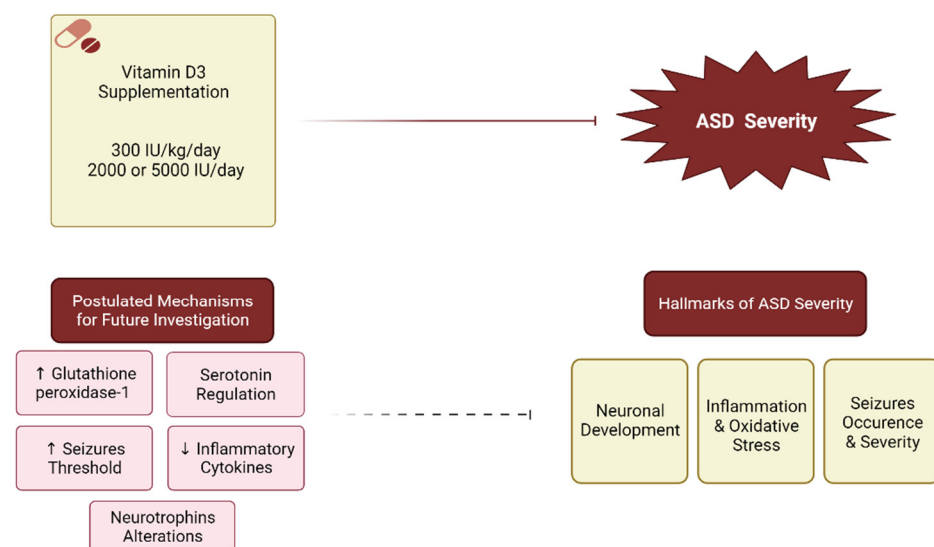 Vitamin D3
Supplementation
300 IU/kg/day
2000 or 5000 IU/day
ASD Severity
Postulated Mechanisms
for Future Investigation
↑ Glutathione
peroxidase-1
Serotonin
Regulation
↑ Seizures
Threshold
↓ Inflammatory
Cytokines
Neurotrophins
Alterations
Hallmarks of ASD Severity
Neuronal
Development
Inflammation
& Oxidative
Stress
Seizures
Occurence
& Severity